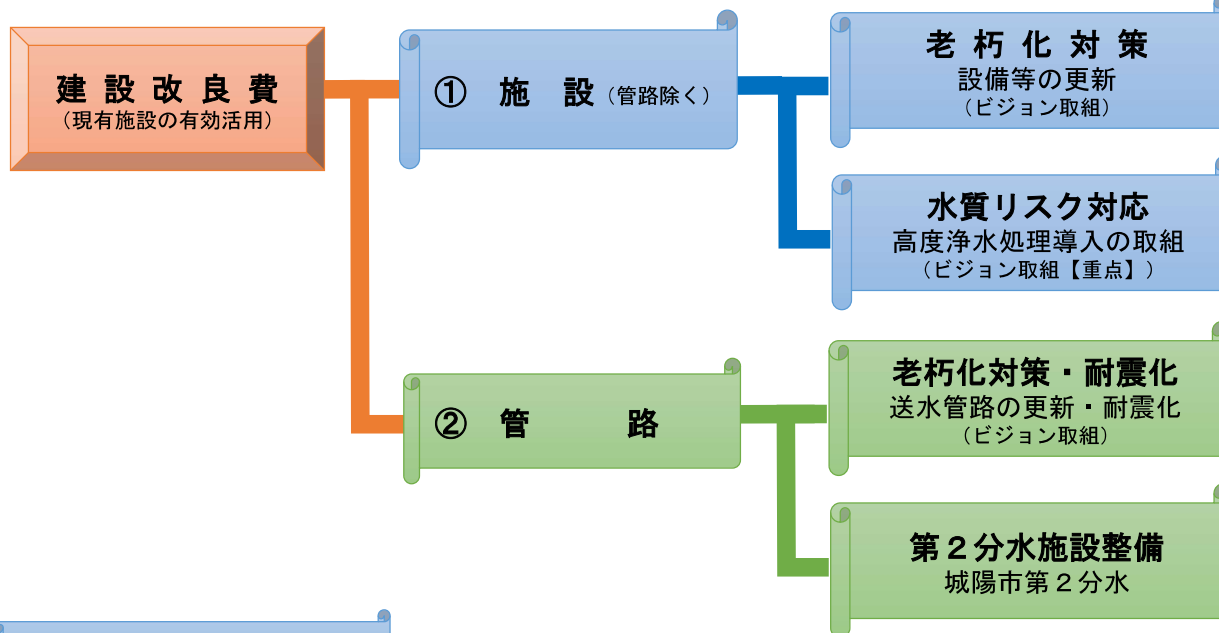 建設改良費
（現有施設の有効活用）
① 施設（管路除く）
老朽化対策
設備等の更新
（ビジョン取組）
水質リスク対応
高度浄水処理導入の取組
（ビジョン取組【重点】）
② 管路
老朽化対策・耐震化
送水管路の更新・耐震化
（ビジョン取組）
第２分水施設整備
城陽市第２分水